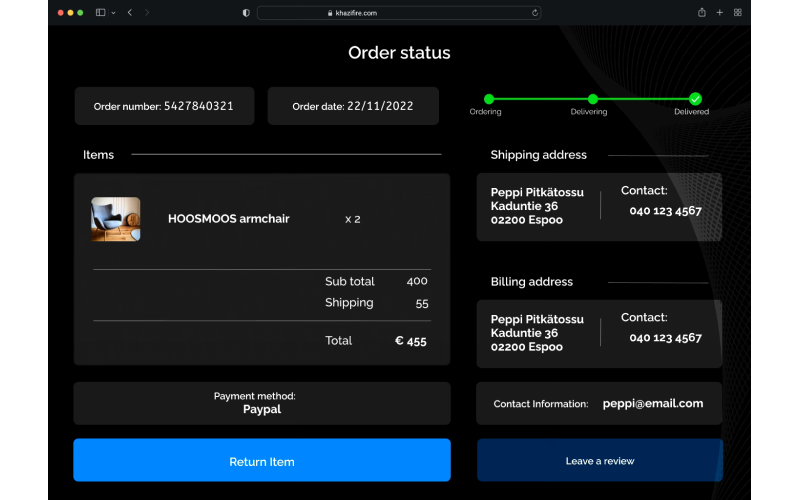 khazifire.com
Order status
Order number: 5427840321
Order date: 22/11/2022
Ordering
Delivering
Delivered
Items
HOOSMOOS armchair
x 2
Sub total 400
Shipping 55
Total € 455
Payment method:
Paypal
Return Item
Shipping address
Peppi Pitkätossu
Kaduntie 36
02200 Espoo
Contact:
040 123 4567
Billing address
Peppi Pitkätossu
Kaduntie 36
02200 Espoo
Contact:
040 123 4567
Contact Information: peppi@email.com
Leave a review